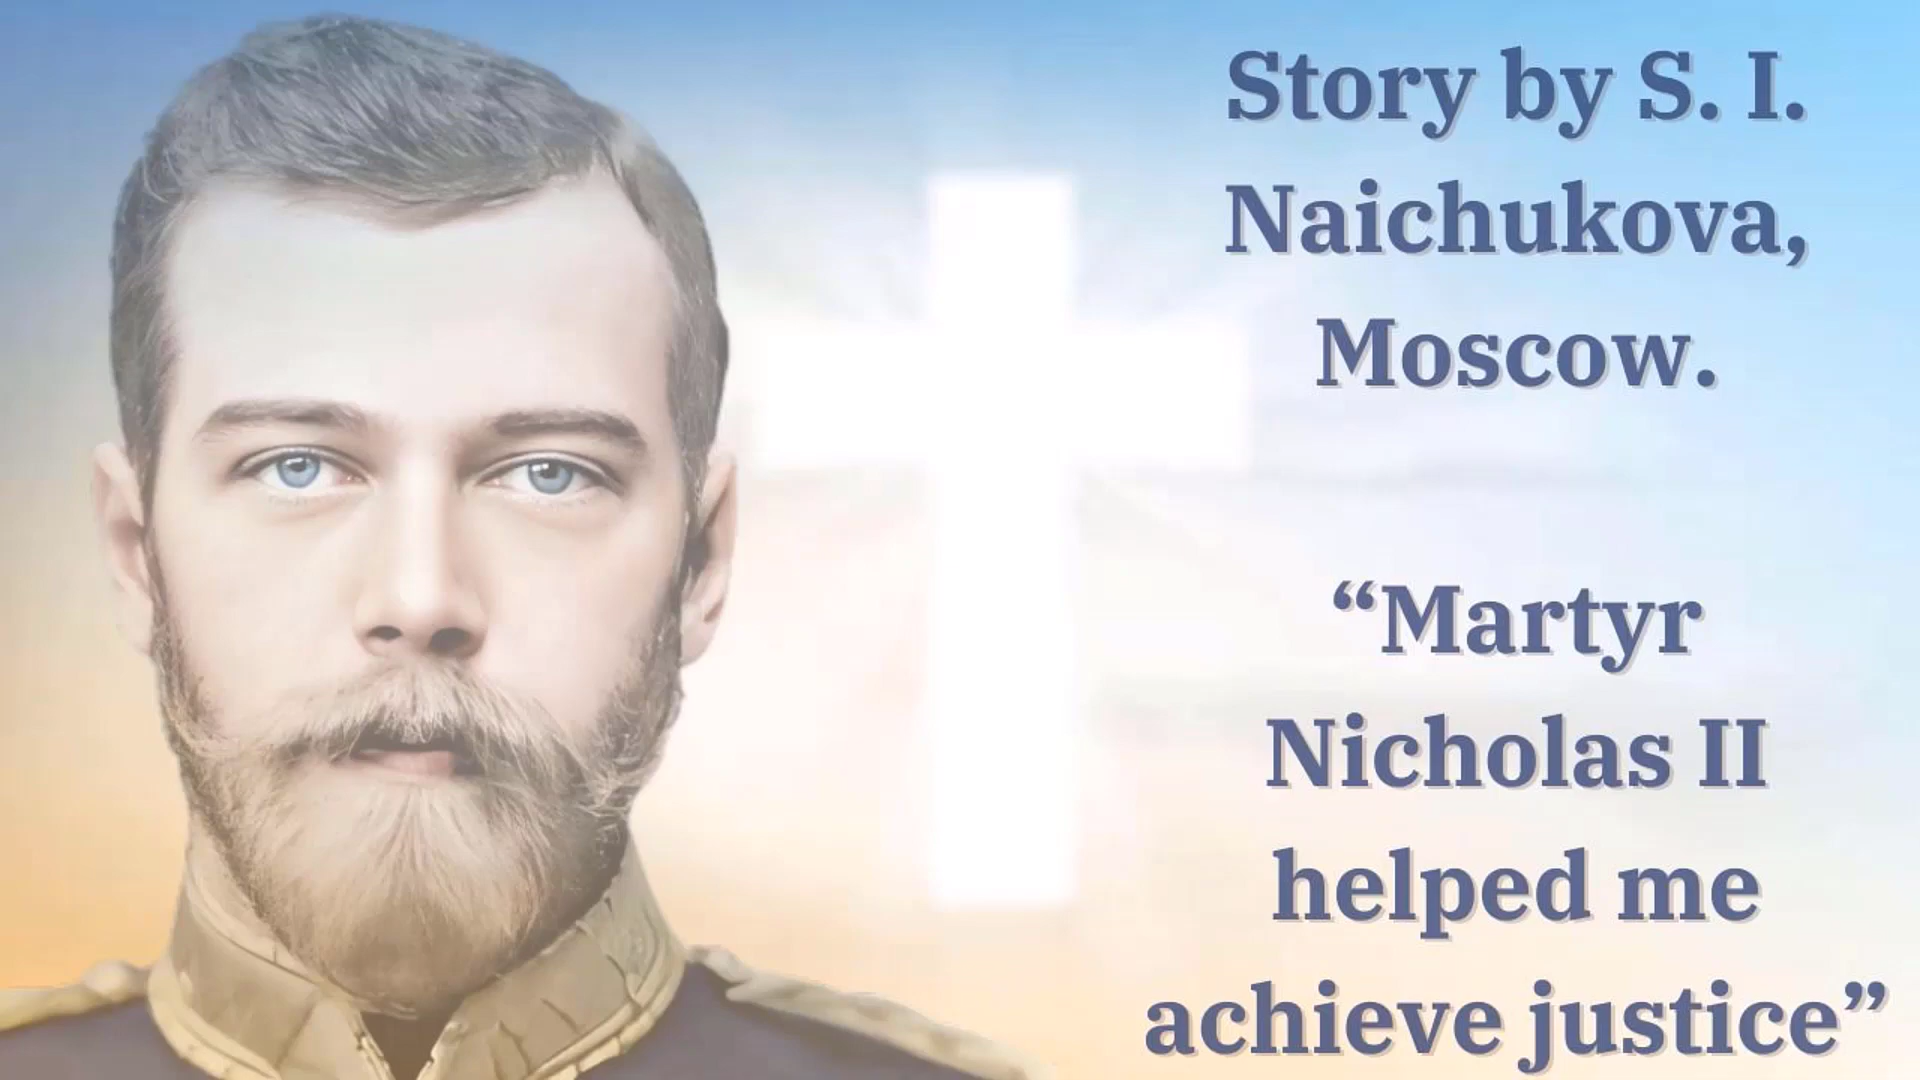 Story by S. I.
Naichukova,
Moscow.
“Martyr
Nicholas II
helped me
achieve justice”